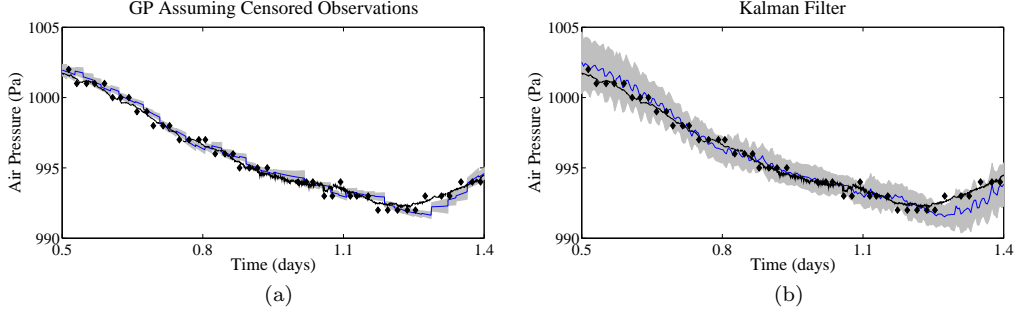 GP Assuming Censored Observations
1005
1000
995
990
Air Pressure (Pa)
0.5
0.8
1.1
1.4
Time (days)
(a)
Kalman Filter
1005
1000
995
990
Air Pressure (Pa)
0.5
0.8
1.1
1.4
Time (days)
(b)